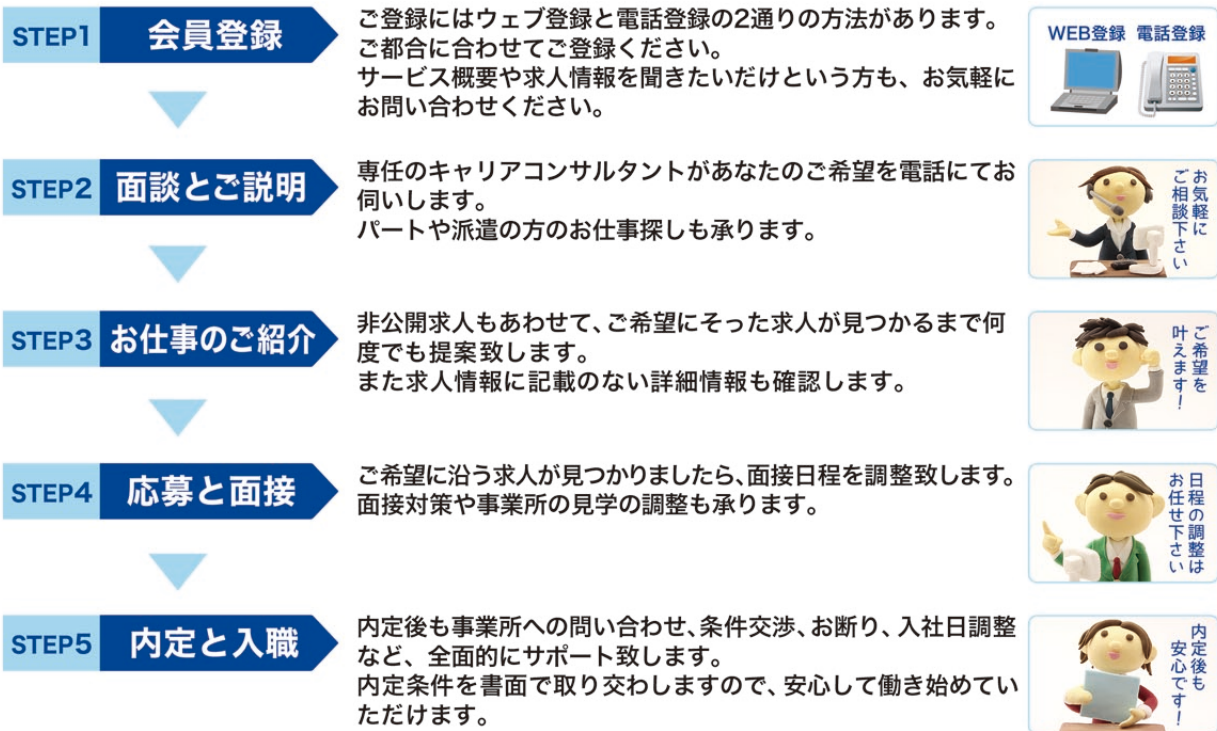 STEP1 会員登録
ご登録にはウェブ登録と電話登録の2通りの方法があります。
ご都合に合わせてご登録ください。
サービス概要や求人情報を聞きたいだけという方も、お気軽に
お問い合わせください。
WEB登録 電話登録
STEP2 面談とご説明
専任のキャリアコンサルタントがあなたのご希望を電話にてお
伺いします。
パートや派遣の方のお仕事探しも承ります。
お気軽に
ご相談下さい
STEP3 お仕事のご紹介
非公開求人もあわせて、ご希望にそった求人が見つかるまで何
度でも提案致します。
また求人情報に記載のない詳細情報も確認します。
ご希望を
叶えます!
STEP4 応募と面接
ご希望に沿う求人が見つかりましたら、面接日程を調整致します。
面接対策や事業所の見学の調整も承ります。
日程の調整は
お任せ下さい
STEP5 内定と入職
内定後も事業所への問い合わせ、条件交渉、お断り、入社日調整
など、全面的にサポート致します。
内定条件を書面で取り交わしますので、安心して働き始めてい
ただけます。
内定後も
安心です!